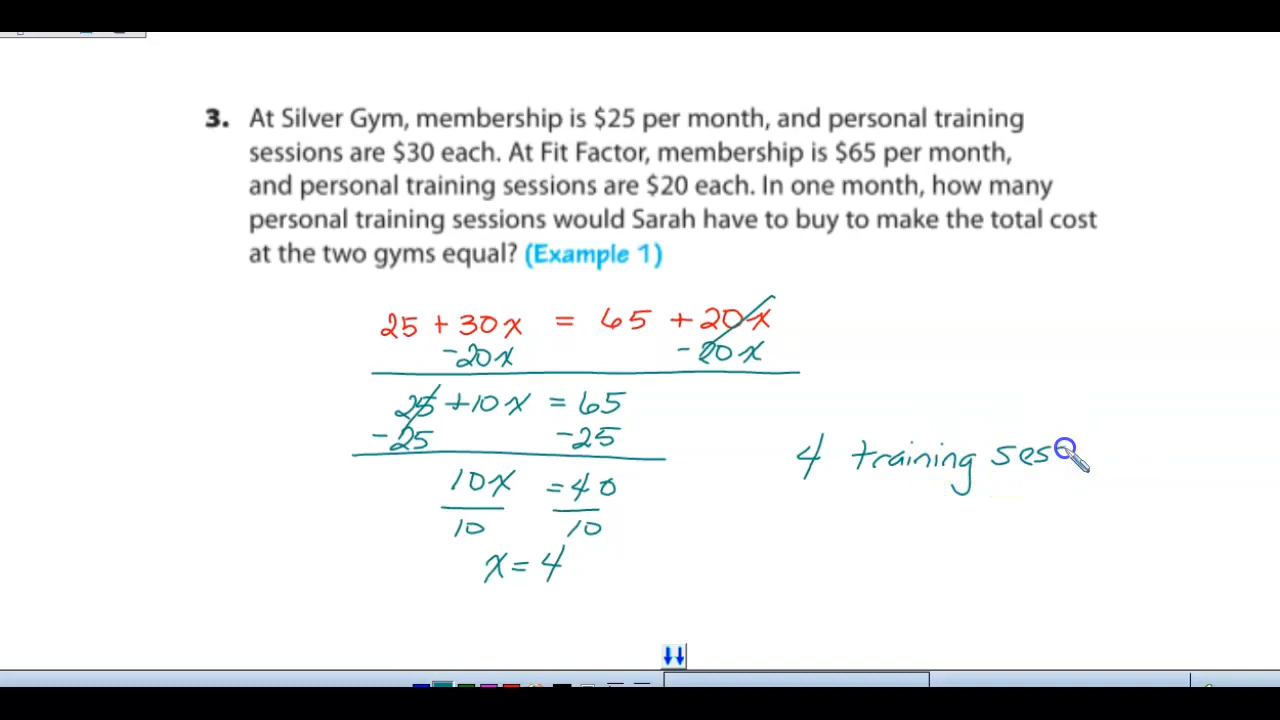 3. At Silver Gym, membership is $25 per month, and personal training
sessions are $30 each. At Fit Factor, membership is $65 per month,
and personal training sessions are $20 each. In one month, how many
personal training sessions would Sarah have to buy to make the total cost
at the two gyms equal? (Example 1)
25 + 30x = 65 + 20x
-20x -20x
25 + 10x = 65
-25 -25
10x = 40
10 10
x = 4
4 training ses